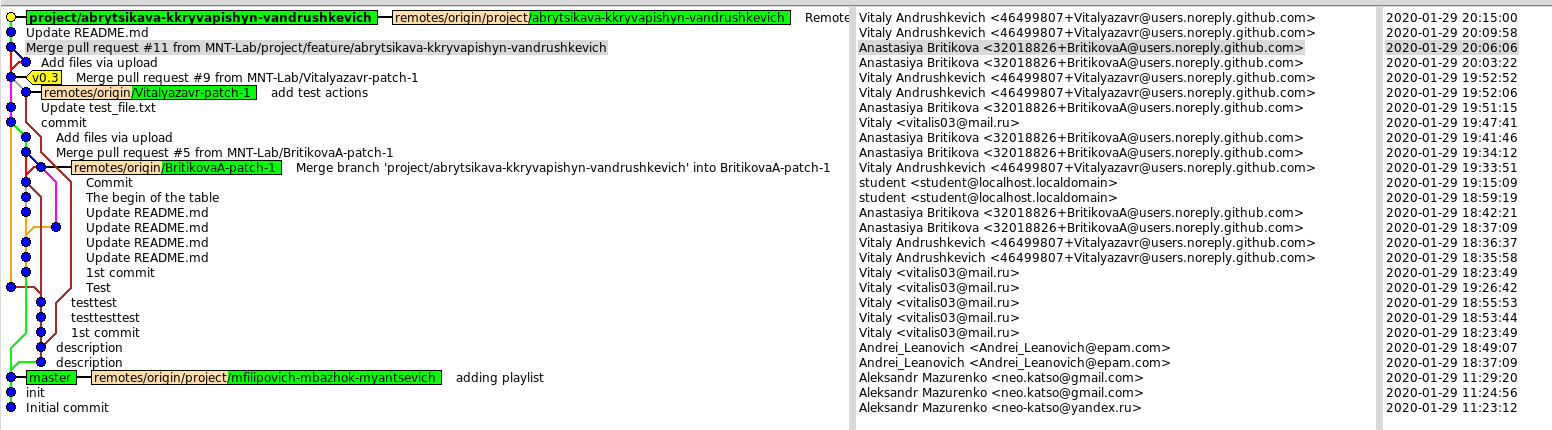 project/abrytsikava-kkryvapishyn-vandrushkevich remotes/origin/project/abrytsikava-kkryvapishyn-vandrushkevich Remote Vitaly Andrushkevich <46499807+Vitalyazavr@users.noreply.github.com> 2020-01-29 20:15:00
Update README.md Vitaly Andrushkevich <46499807+Vitalyazavr@users.noreply.github.com> 2020-01-29 20:09:58
Merge pull request #11 from MNT-Lab/project/feature/abrytsikava-kkryvapishyn-vandrushkevich Anastasiya Britikova <32018826+BritikovaA@users.noreply.github.com> 2020-01-29 20:06:06
Add files via upload Anastasiya Britikova <32018826+BritikovaA@users.noreply.github.com> 2020-01-29 20:03:22
v0.3 Merge pull request #9 from MNT-Lab/Vitalyazavr-patch-1 Vitaly Andrushkevich <46499807+Vitalyazavr@users.noreply.github.com> 2020-01-29 19:52:52
remotes/origin/Vitalyazavr-patch-1 add test actions Vitaly Andrushkevich <46499807+Vitalyazavr@users.noreply.github.com> 2020-01-29 19:52:06
Update test_file.txt Anastasiya Britikova <32018826+BritikovaA@users.noreply.github.com> 2020-01-29 19:51:15
commit Vitaly <vitalis03@mail.ru> 2020-01-29 19:47:41
Add files via upload Anastasiya Britikova <32018826+BritikovaA@users.noreply.github.com> 2020-01-29 19:41:46
Merge pull request #5 from MNT-Lab/BritikovaA-patch-1 Anastasiya Britikova <32018826+BritikovaA@users.noreply.github.com> 2020-01-29 19:34:12
remotes/origin/BritikovaA-patch-1 Merge branch 'project/abrytsikava-kkryvapishyn-vandrushkevich' into BritikovaA-patch-1 Vitaly Andrushkevich <46499807+Vitalyazavr@users.noreply.github.com> 2020-01-29 19:33:51
Commit student <student@localhost.localdomain> 2020-01-29 19:15:09
The begin of the table student <student@localhost.localdomain> 2020-01-29 18:59:19
Update README.md Anastasiya Britikova <32018826+BritikovaA@users.noreply.github.com> 2020-01-29 18:42:21
Update README.md Anastasiya Britikova <32018826+BritikovaA@users.noreply.github.com> 2020-01-29 18:37:09
Update README.md Vitaly Andrushkevich <46499807+Vitalyazavr@users.noreply.github.com> 2020-01-29 18:36:37
Update README.md Vitaly Andrushkevich <46499807+Vitalyazavr@users.noreply.github.com> 2020-01-29 18:35:58
1st commit Vitaly <vitalis03@mail.ru> 2020-01-29 18:23:49
Test Vitaly <vitalis03@mail.ru> 2020-01-29 19:26:42
testtest Vitaly <vitalis03@mail.ru> 2020-01-29 18:55:53
testtesttest Vitaly <vitalis03@mail.ru> 2020-01-29 18:53:44
1st commit Vitaly <vitalis03@mail.ru> 2020-01-29 18:23:49
description Andrei_Leanovich <Andrei_Leanovich@epam.com> 2020-01-29 18:49:07
description Andrei_Leanovich <Andrei_Leanovich@epam.com> 2020-01-29 18:37:09
master remotes/origin/project/mfilipovich-mbazhok-myantsevich adding playlist Aleksandr Mazurenko <neo.katso@gmail.com> 2020-01-29 11:29:20
init Aleksandr Mazurenko <neo.katso@gmail.com> 2020-01-29 11:24:56
Initial commit Aleksandr Mazurenko <neo-katso@yandex.ru> 2020-01-29 11:23:12